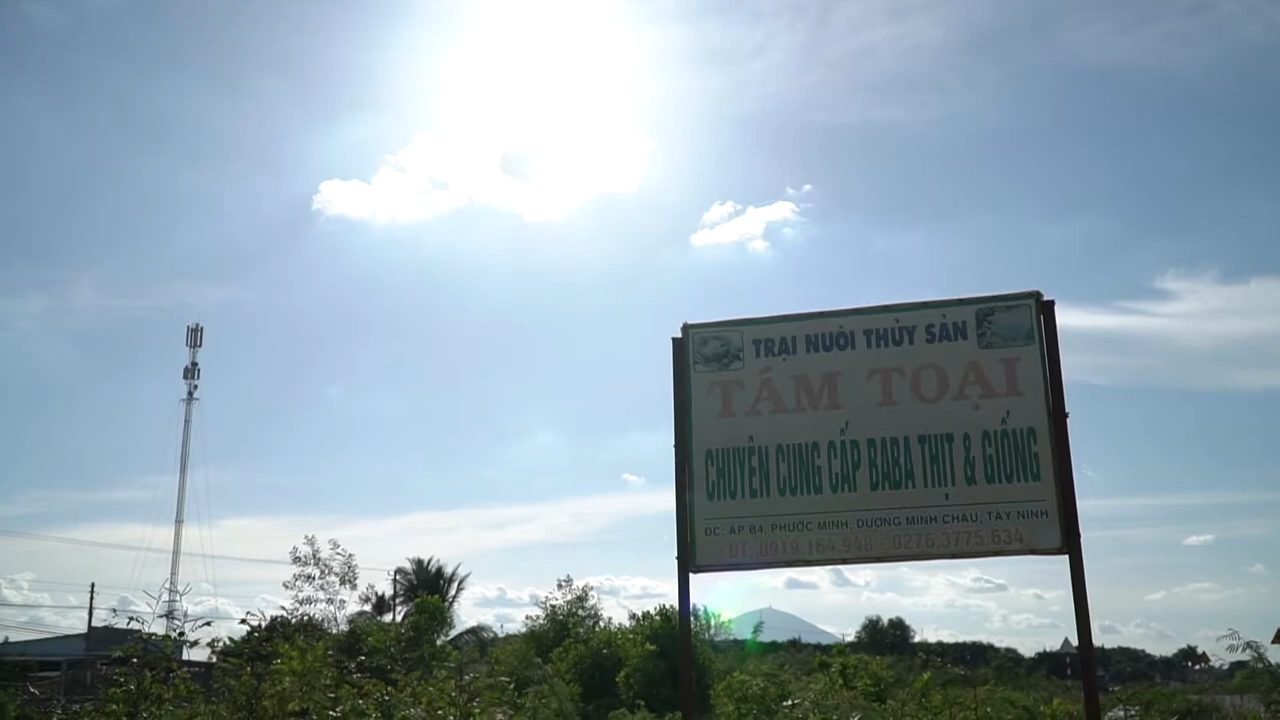 TRẠI NUÔI THỦY SẢN
TÁM TOẠI
CHUYÊN CUNG CẤP BABA THỊT & GIỐNG
ĐC: ẤP B4, PHƯỚC MINH, DƯƠNG MINH CHÂU, TÂY NINH
ĐT: 0919.164.948 - 0276.3775.634